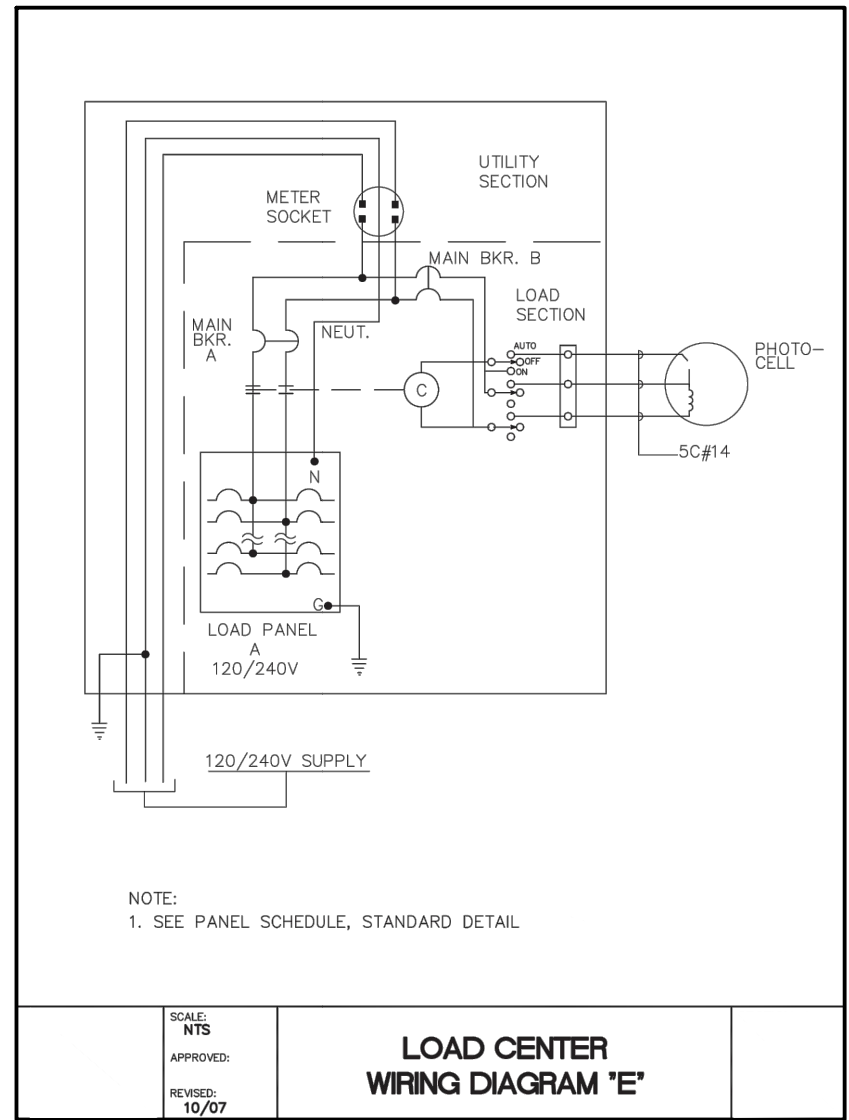 UTILITY
SECTION
METER
SOCKET
MAIN BKR. B
LOAD
SECTION
MAIN
BKR.
A
NEUT.
AUTO
OFF
ON
PHOTO-
CELL
C
5C#14
N
G
LOAD PANEL
A
120/240V
120/240V SUPPLY
NOTE:
1. SEE PANEL SCHEDULE, STANDARD DETAIL
SCALE:
NTS
APPROVED:
REVISED:
10/07
LOAD CENTER
WIRING DIAGRAM "E"